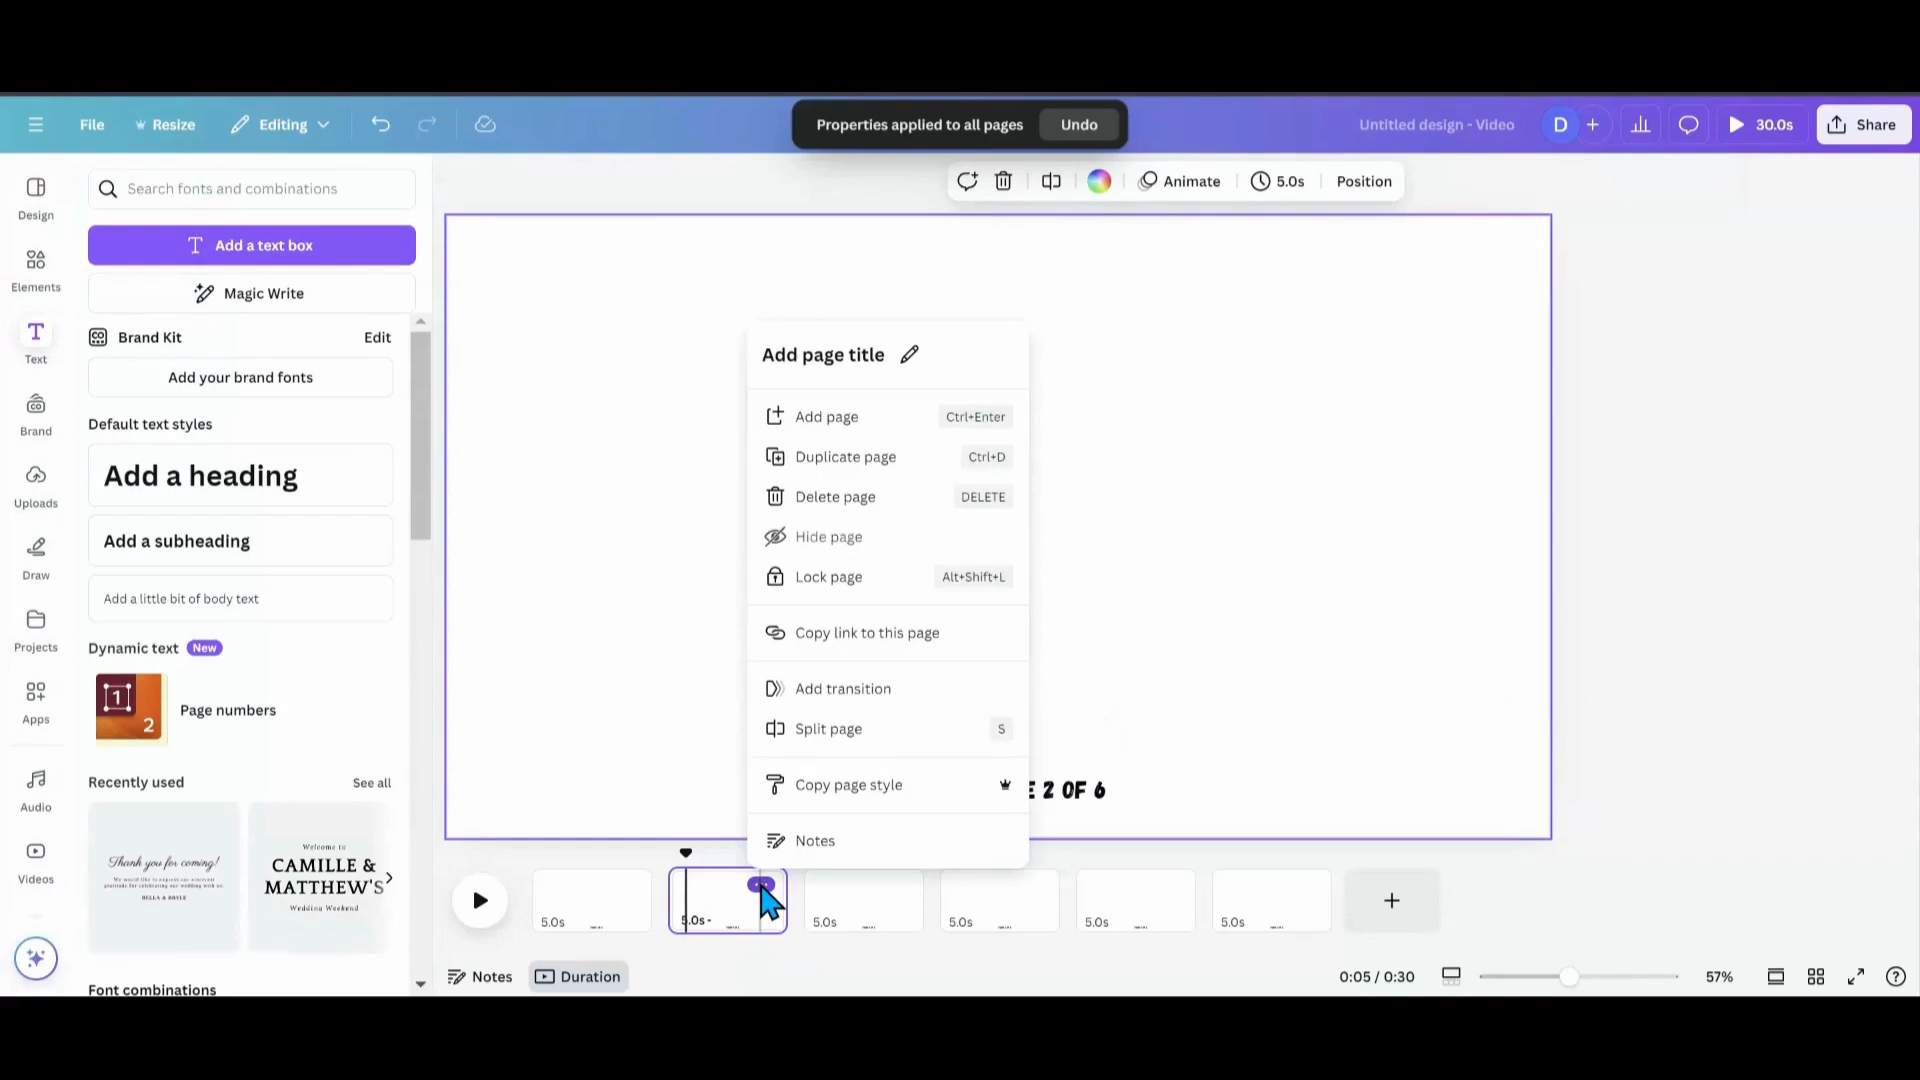 File
Resize
Editing
Properties applied to all pages
Undo
Untitled design - Video
D
30.0s
Share
Design
Elements
Text
Brand
Uploads
Draw
Projects
Apps
Audio
Videos
Search fonts and combinations
Add a text box
Magic Write
Brand Kit
Edit
Add your brand fonts
Default text styles
Add a heading
Add a subheading
Add a little bit of body text
Dynamic text
New
1
2
Page numbers
Recently used
See all
Thank you for coming!
Welcome to
CAMILLE &
MATTHEW'S
Wedding Weekend
Font combinations
Animate
5.0s
Position
Add page title
Add page
Ctrl+Enter
Duplicate page
Ctrl+D
Delete page
DELETE
Hide page
Lock page
Alt+Shift+L
Copy link to this page
Add transition
Split page
S
Copy page style
Notes
E 2 OF 6
5.0s
5.0s -
5.0s
5.0s
5.0s
5.0s
Notes
Duration
0:05 / 0:30
57%